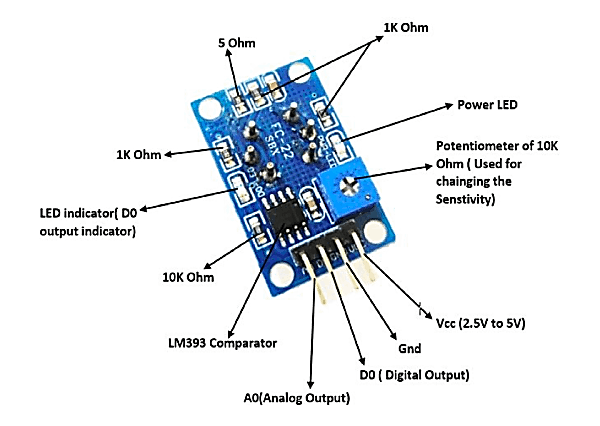 5 Ohm
1K Ohm
Power LED
1K Ohm
Potentiometer of 10K
Ohm ( Used for
chainging the
Senstivity)
FC-22
SBX
LED indicator( D0
output indicator)
10K Ohm
LM393 Comparator
Vcc (2.5V to 5V)
Gnd
D0 ( Digital Output)
A0(Analog Output)